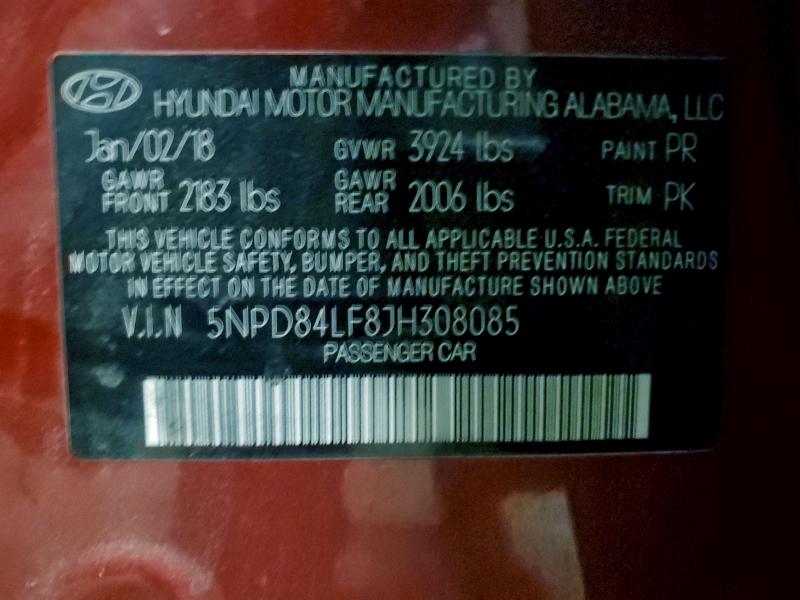 MANUFACTURED BY
HYUNDAI MOTOR MANUFACTURING ALABAMA, LLC
Jan/02/18 GVWR 3924 lbs PAINT PR
GAWR FRONT 2183 lbs GAWR REAR 2006 lbs TRIM PK
THIS VEHICLE CONFORMS TO ALL APPLICABLE U.S.A. FEDERAL
MOTOR VEHICLE SAFETY, BUMPER, AND THEFT PREVENTION STANDARDS
IN EFFECT ON THE DATE OF MANUFACTURE SHOWN ABOVE
V.I.N 5NPD84LF8JH308085
PASSENGER CAR